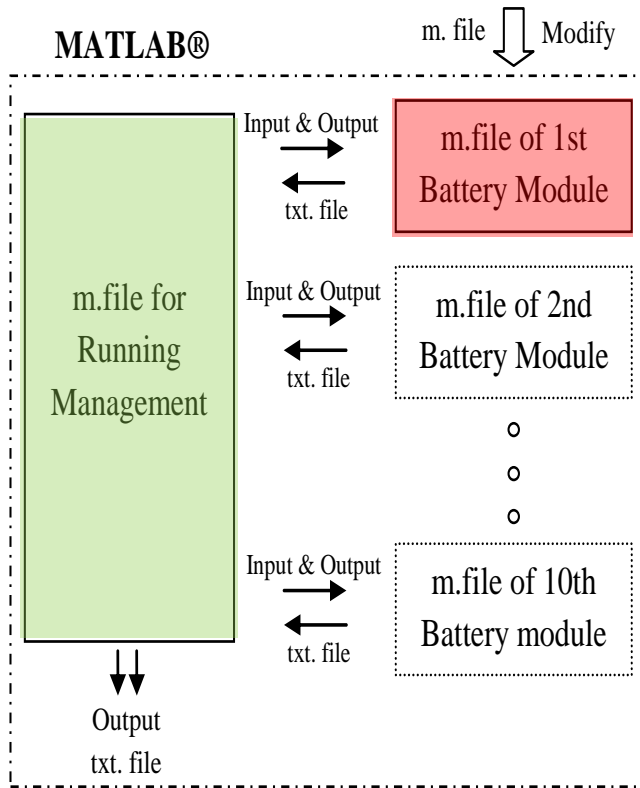 m. file
Modify
MATLAB®
Input & Output
txt. file
m.file of 1st
Battery Module
m.file for
Running
Management
Input & Output
txt. file
m.file of 2nd
Battery Module
Input & Output
txt. file
m.file of 10th
Battery module
Output
txt. file